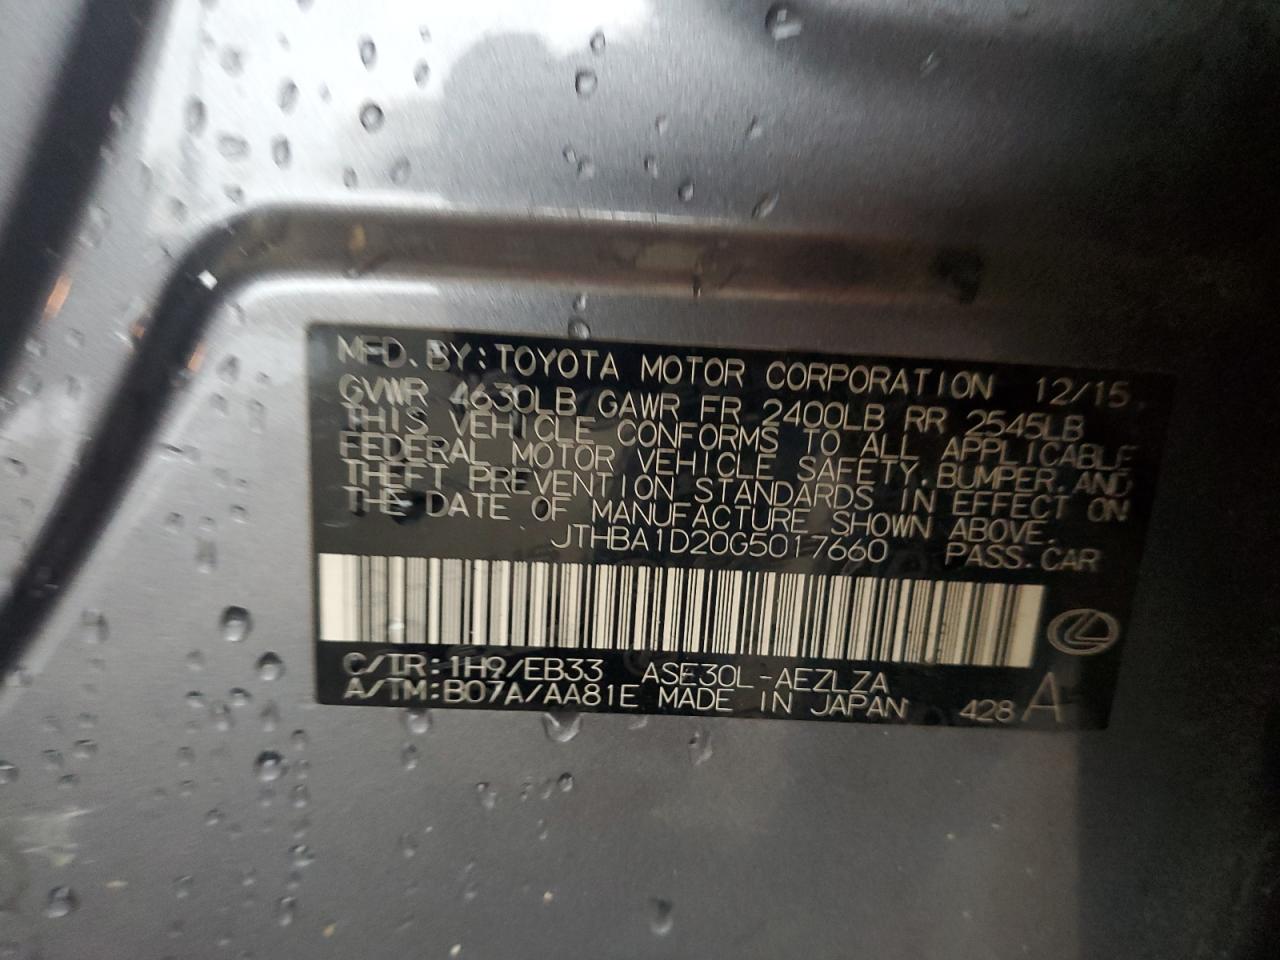 MFD. BY: TOYOTA MOTOR CORPORATION 12/15
GVWR 4630LB GAWR FR 2400LB RR 2545LB
THIS VEHICLE CONFORMS TO ALL APPLICABLE
FEDERAL MOTOR VEHICLE SAFETY, BUMPER, AND
THEFT PREVENTION STANDARDS IN EFFECT ON
THE DATE OF MANUFACTURE SHOWN ABOVE.
JTHBA1D20G5017660 PASS. CAR
C/TR: 1H9/EB33 ASE30L-AEZLZA
A/TM: B07A/AA81E MADE IN JAPAN 428 A